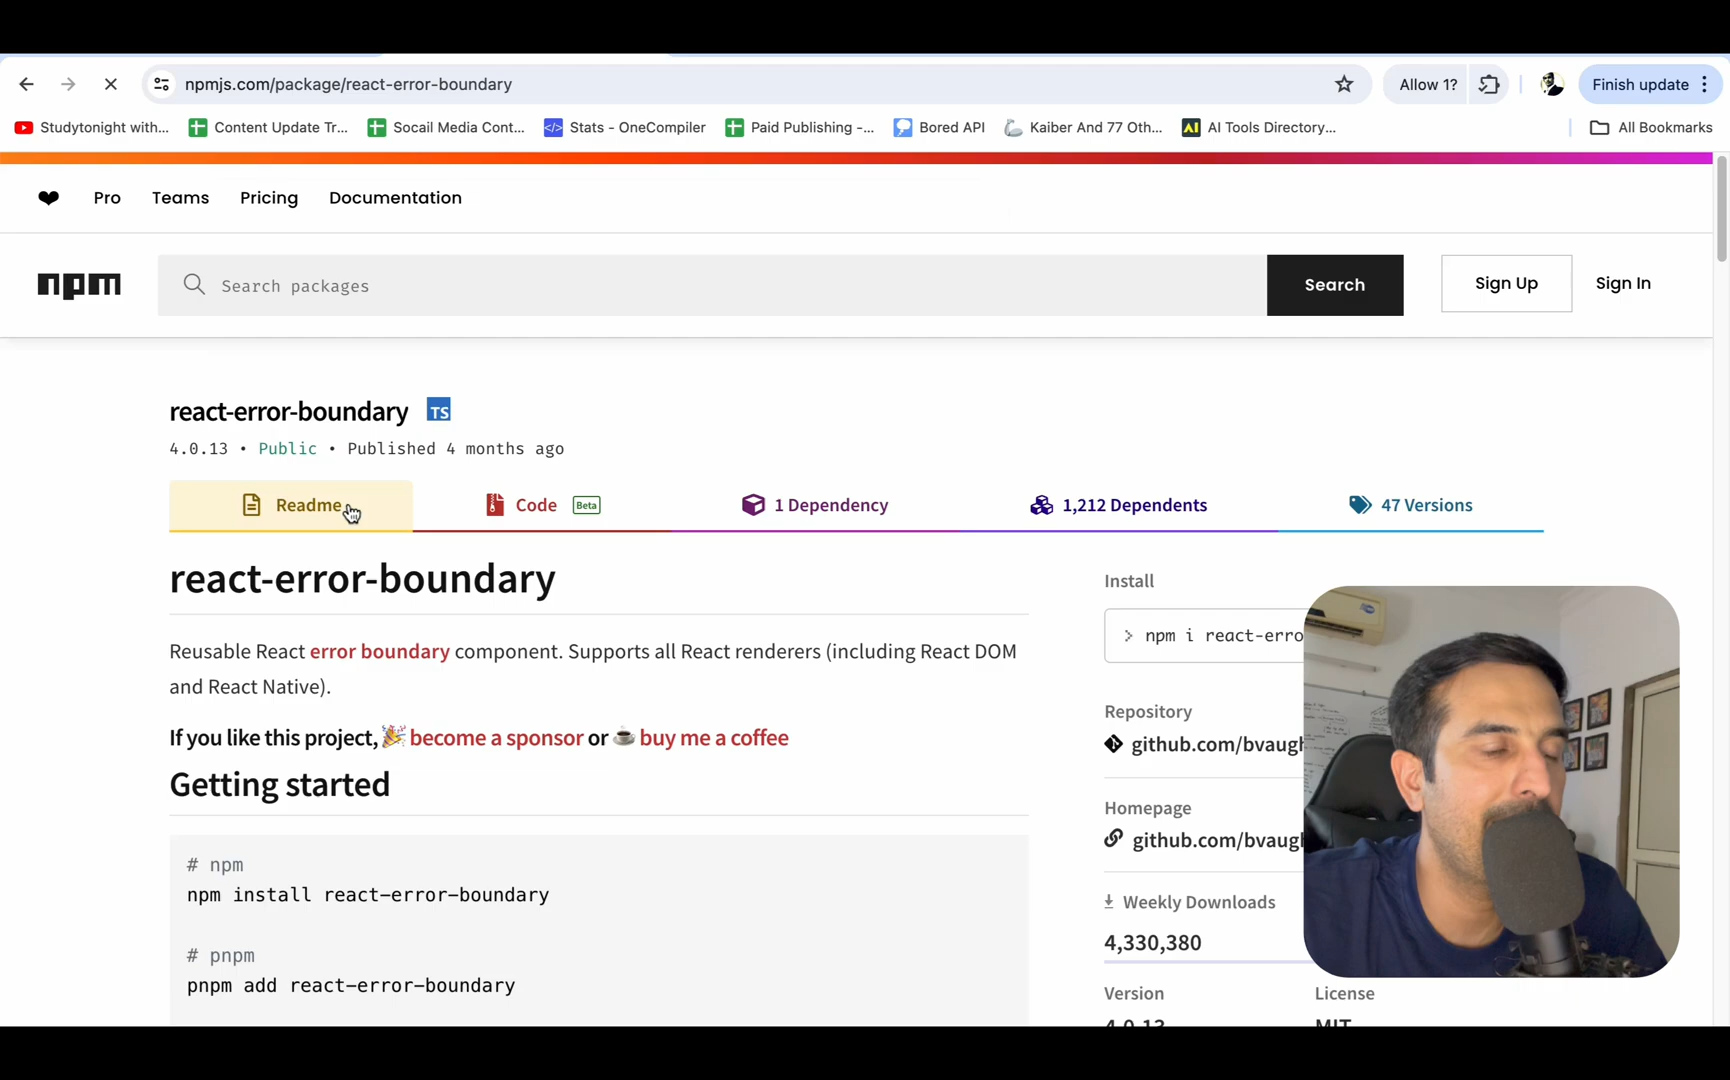 npmjs.com/package/react-error-boundary
Allow 1?
Finish update
Studytonight with...
Content Update Tr...
Socail Media Cont...
Stats - OneCompiler
Paid Publishing -...
Bored API
Kaiber And 77 Oth...
AI Tools Directory...
All Bookmarks
Pro
Teams
Pricing
Documentation
npm
Search packages
Search
Sign Up
Sign In
react-error-boundary
TS
4.0.13 • Public • Published 4 months ago
Readme
Code Beta
1 Dependency
1,212 Dependents
47 Versions
react-error-boundary
Reusable React error boundary component. Supports all React renderers (including React DOM
and React Native).
If you like this project, 🎉 become a sponsor or ☕ buy me a coffee
Getting started
# npm
npm install react-error-boundary
# pnpm
pnpm add react-error-boundary
Install
> npm i react-erro
Repository
github.com/bvaugh
Homepage
github.com/bvaugh
Weekly Downloads
4,330,380
Version
License
4.0.13
MIT